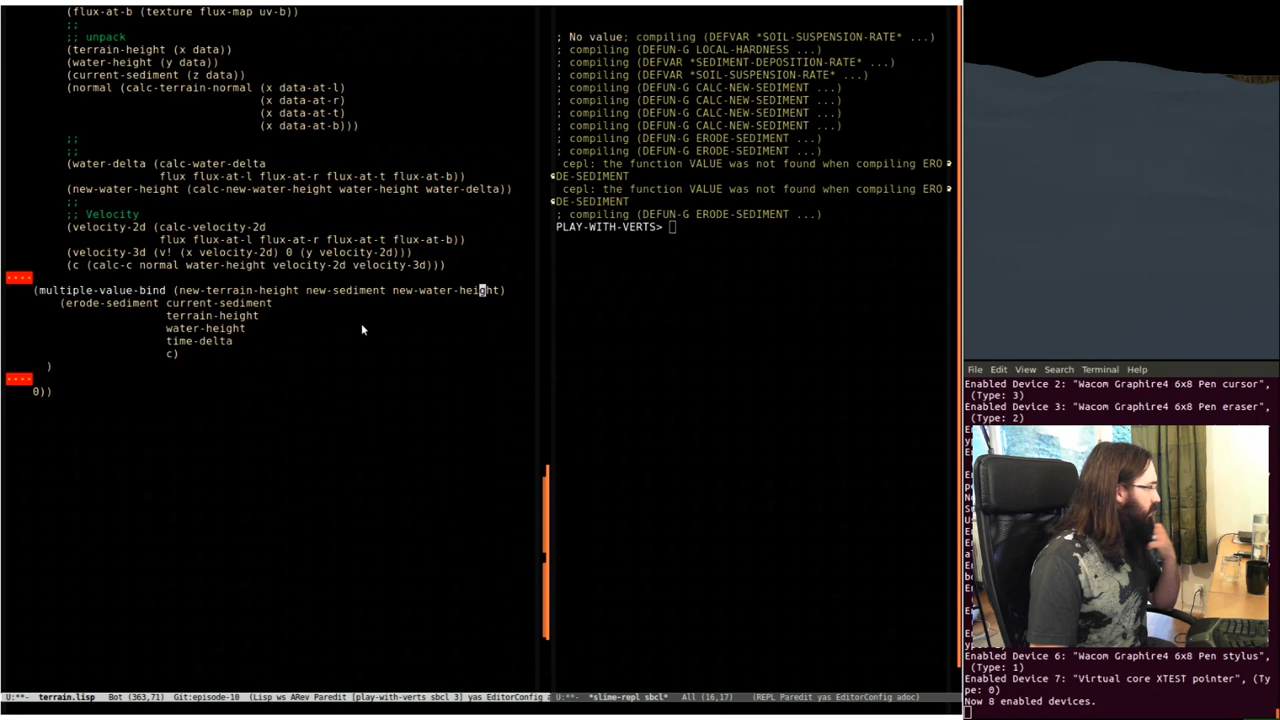 (flux-at-b (texture flux-map uv-b))
;;
;; unpack
(terrain-height (x data))
(water-height (y data))
(current-sediment (z data))
(normal (calc-terrain-normal (x data-at-l)
(x data-at-r)
(x data-at-t)
(x data-at-b)))
;;
;;
(water-delta (calc-water-delta
flux flux-at-l flux-at-r flux-at-t flux-at-b))
(new-water-height (calc-new-water-height water-height water-delta))
;;
;; Velocity
(velocity-2d (calc-velocity-2d
flux flux-at-l flux-at-r flux-at-t flux-at-b))
(velocity-3d (v! (x velocity-2d) 0 (y velocity-2d)))
(c (calc-c normal water-height velocity-2d velocity-3d)))
....
(multiple-value-bind (new-terrain-height new-sediment new-water-height)
(erode-sediment current-sediment
terrain-height
water-height
time-delta
c)
)
....
0))
U:**- terrain.lisp Bot (363,71) Git:episode-10 (Lisp ws ARev Paredit [play-with-verts sbcl 3] yas EditorConfig a
; No value; compiling (DEFVAR *SOIL-SUSPENSION-RATE* ...)
; compiling (DEFUN-G LOCAL-HARDNESS ...)
; compiling (DEFVAR *SEDIMENT-DEPOSITION-RATE* ...)
; compiling (DEFVAR *SOIL-SUSPENSION-RATE* ...)
; compiling (DEFUN-G CALC-NEW-SEDIMENT ...)
; compiling (DEFUN-G CALC-NEW-SEDIMENT ...)
; compiling (DEFUN-G CALC-NEW-SEDIMENT ...)
; compiling (DEFUN-G CALC-NEW-SEDIMENT ...)
; compiling (DEFUN-G ERODE-SEDIMENT ...)
; compiling (DEFUN-G ERODE-SEDIMENT ...)
cepl: the function VALUE was not found when compiling ERO
DE-SEDIMENT
cepl: the function VALUE was not found when compiling ERO
DE-SEDIMENT
; compiling (DEFUN-G ERODE-SEDIMENT ...)
PLAY-WITH-VERTS>
U:**- *slime-repl sbcl* All (16,17) (REPL Paredit yas EditorConfig adoc)
File Edit View Search Terminal Help
Enabled Device 2: "Wacom Graphire4 6x8 Pen cursor",
(Type: 3)
Enabled Device 3: "Wacom Graphire4 6x8 Pen eraser",
(Type: 2)
Enabled Device 6: "Wacom Graphire4 6x8 Pen stylus",
(Type: 1)
Enabled Device 7: "Virtual core XTEST pointer", (Ty
pe: 0)
Now 8 enabled devices.